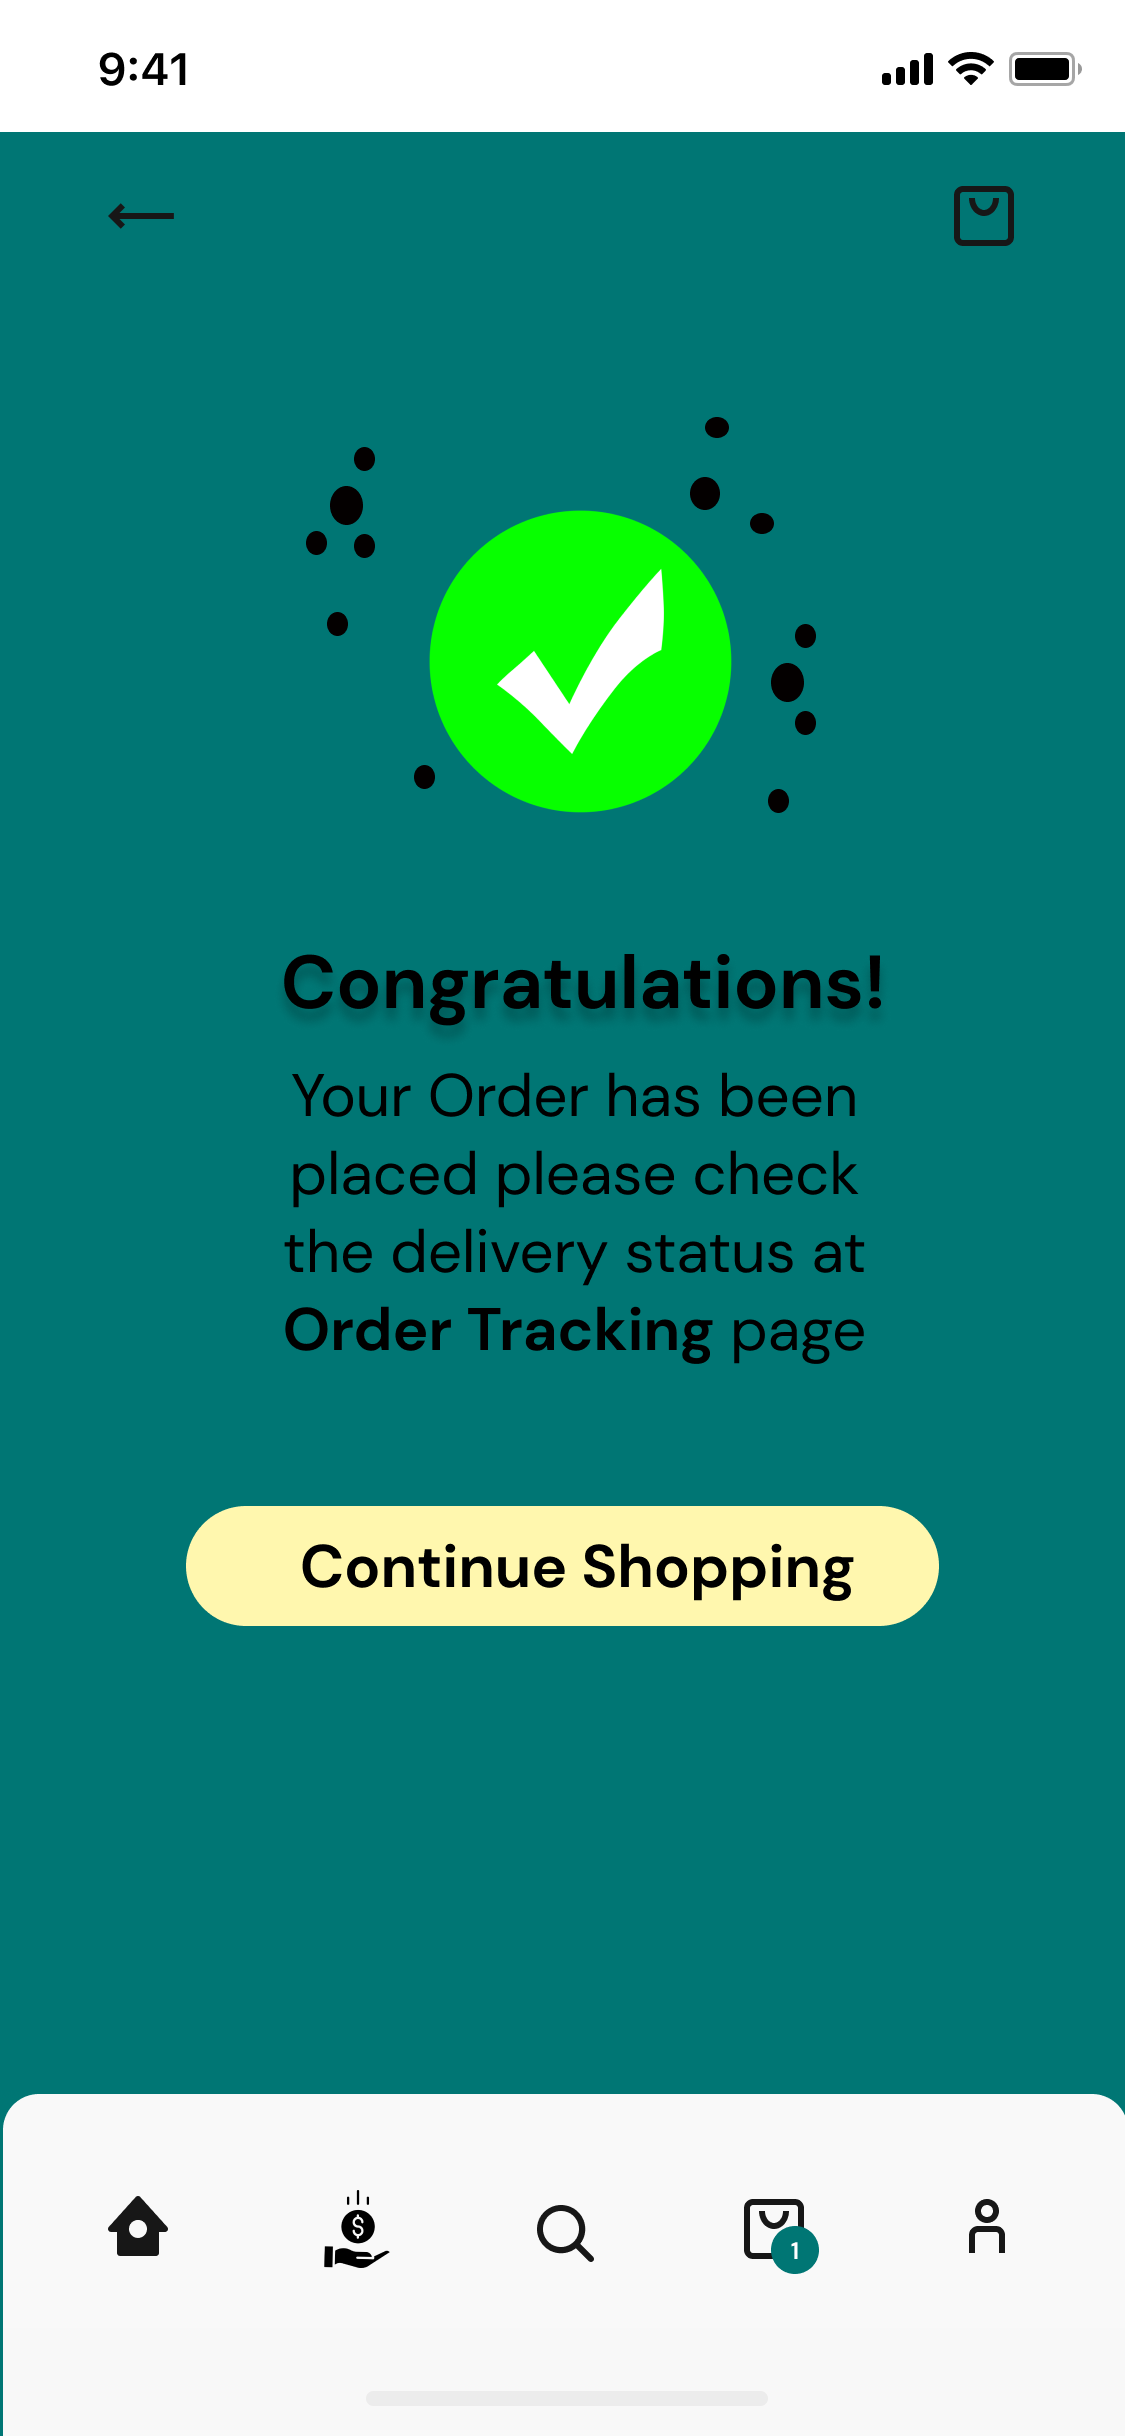 9:41
Congratulations!
Your Order has been
placed please check
the delivery status at
Order Tracking page
Continue Shopping
$
1